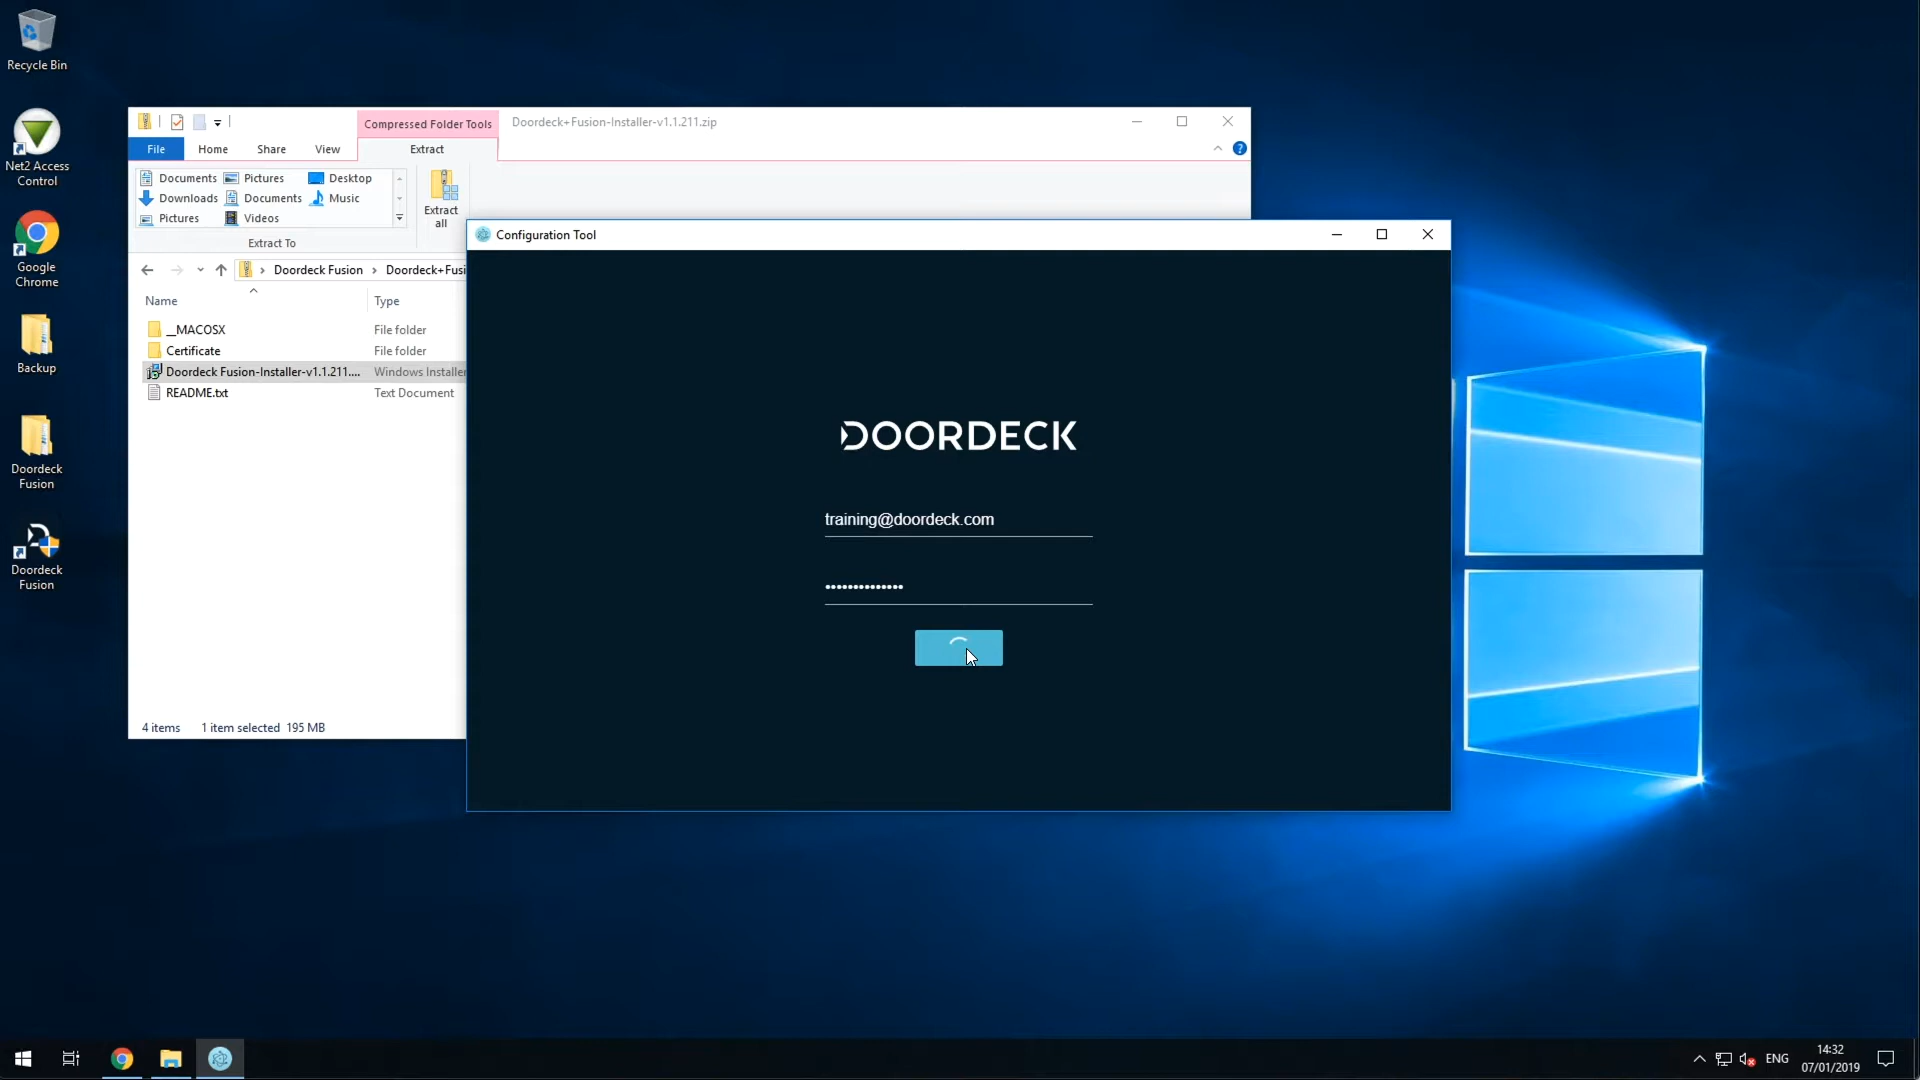 Recycle Bin
Net2 Access
Control
Google
Chrome
Backup
Doordeck
Fusion
Doordeck
Fusion
Compressed Folder Tools
Doordeck+Fusion-Installer-v1.1.211.zip
File
Home
Share
View
Extract
Documents
Pictures
Desktop
Downloads
Documents
Music
Pictures
Videos
Extract
all
Extract To
Doordeck Fusion
Doordeck+Fusi
Name
Type
__MACOSX
File folder
Certificate
File folder
Doordeck Fusion-Installer-v1.1.211....
Windows Installer
README.txt
Text Document
4 items
1 item selected 195 MB
Configuration Tool
DOORDECK
training@doordeck.com
••••••••••••••
ENG
14:32
07/01/2019